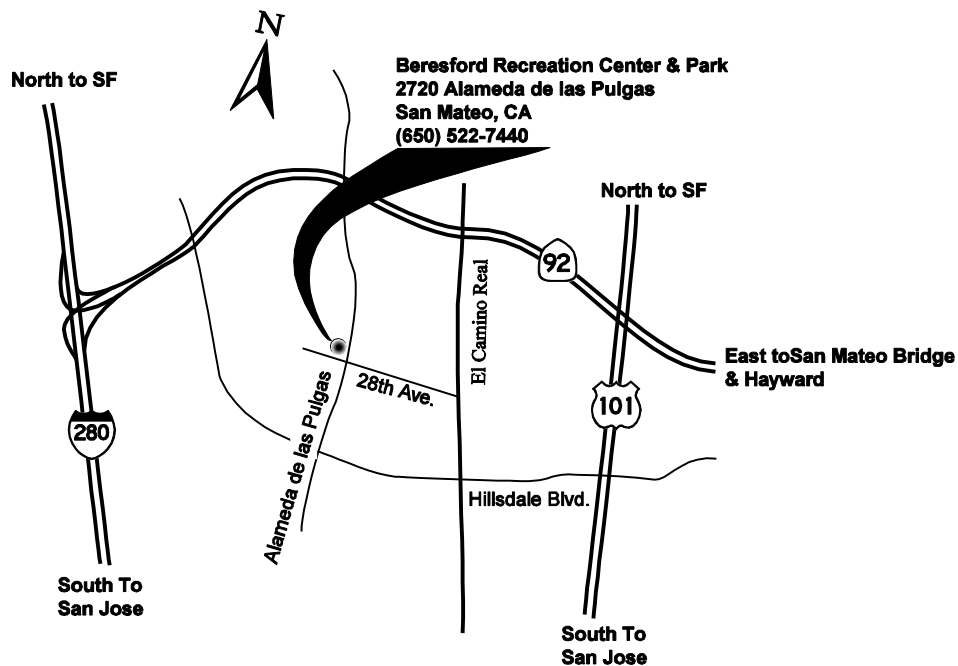 N
North to SF
Beresford Recreation Center & Park
2720 Alameda de las Pulgas
San Mateo, CA
(650) 522-7440
North to SF
92
El Camino Real
East toSan Mateo Bridge
& Hayward
28th Ave.
Alameda de las Pulgas
101
280
Hillsdale Blvd.
South To
San Jose
South To
San Jose